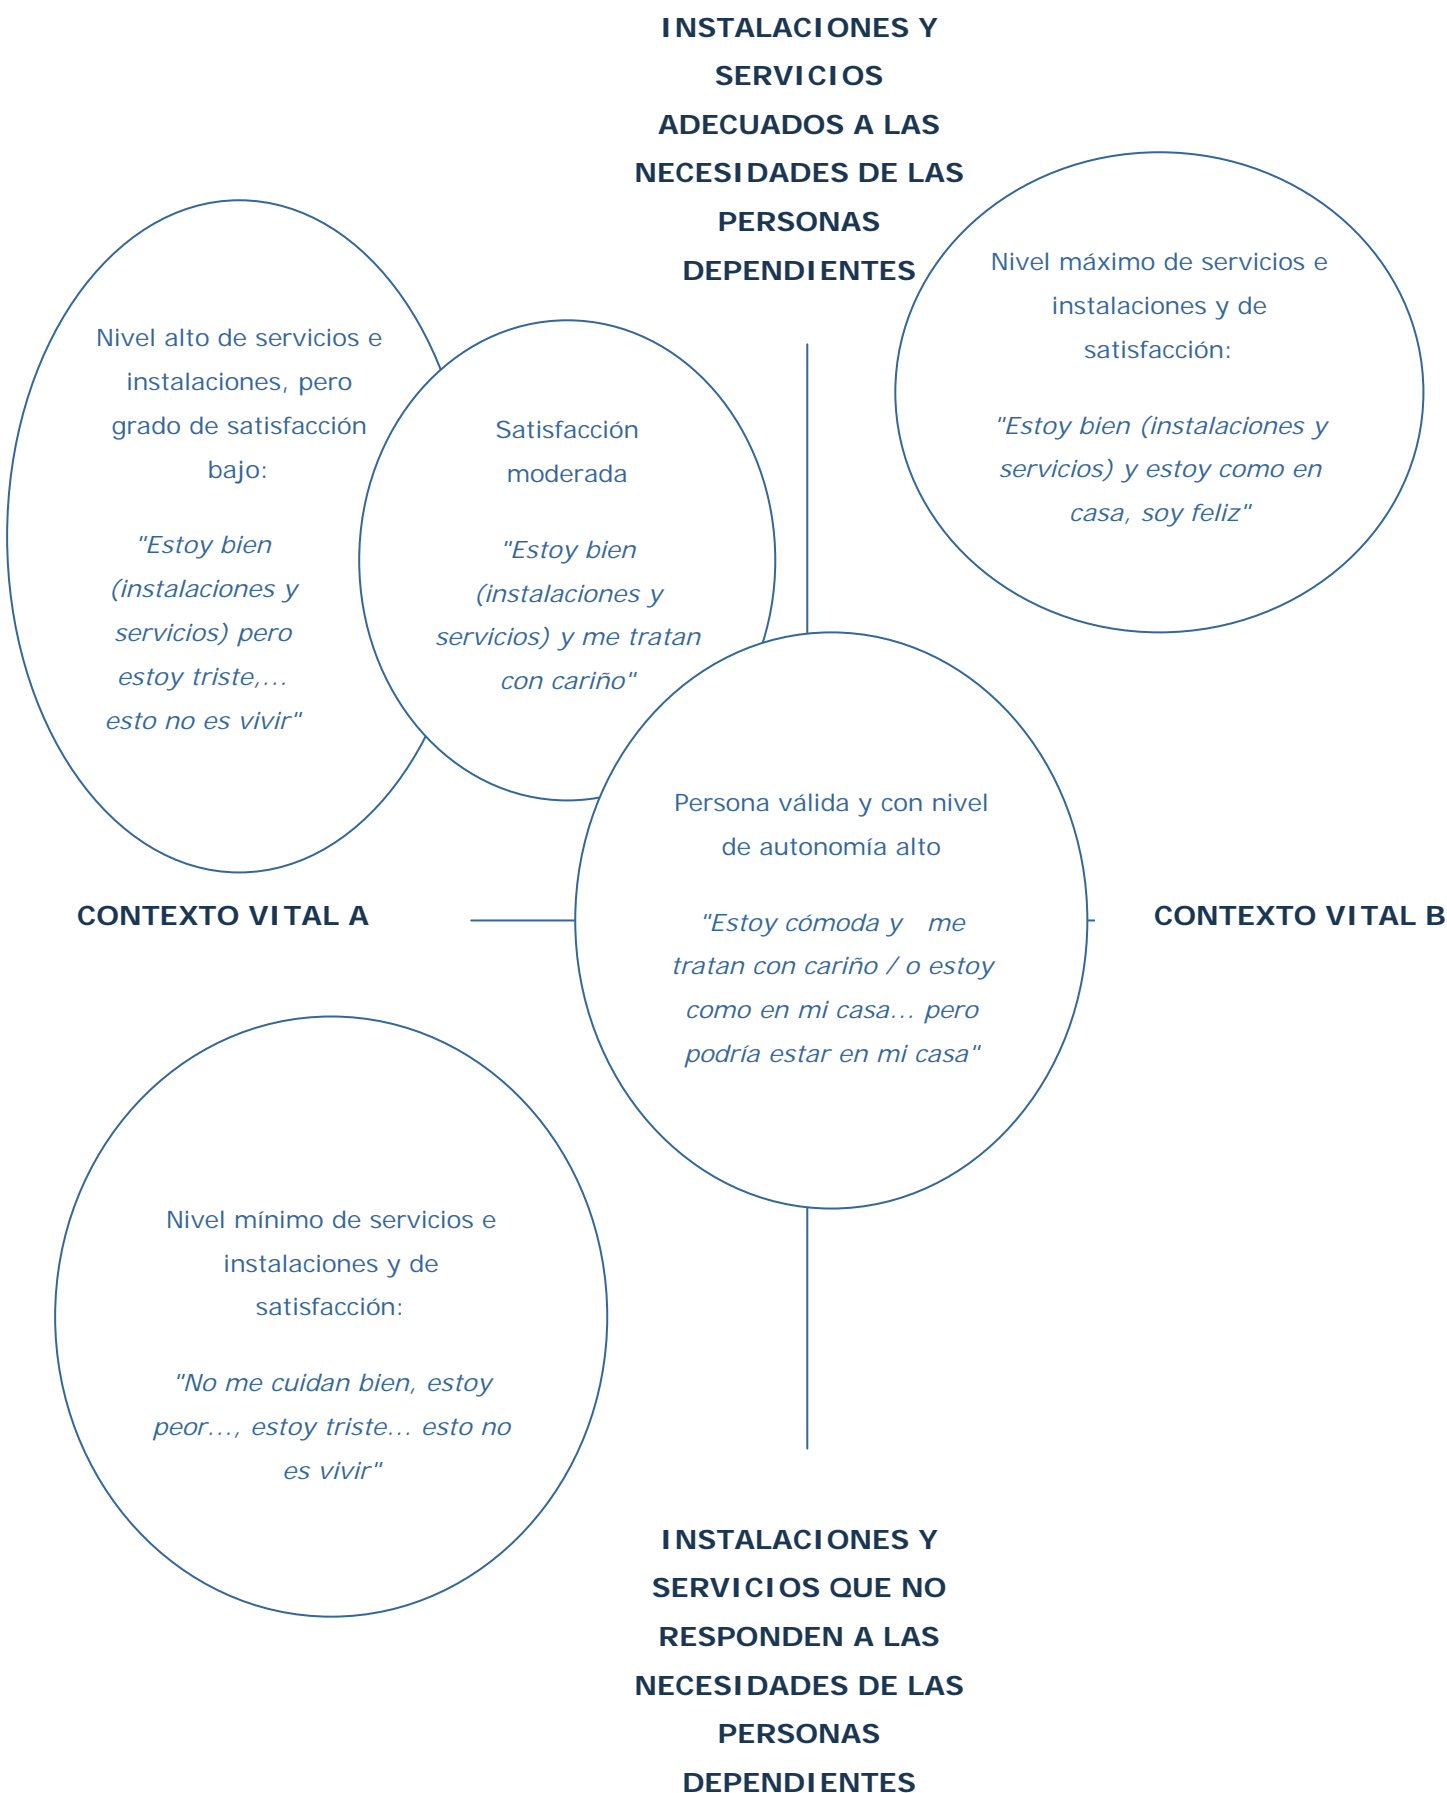 INSTALACIONES Y
SERVICIOS
ADECUADOS A LAS
NECESIDADES DE LAS
PERSONAS
DEPENDIENTES
Nivel máximo de servicios e
instalaciones y de
satisfacción:
"Estoy bien (instalaciones y
servicios) y estoy como en
casa, soy feliz"
Nivel alto de servicios e
instalaciones, pero
grado de satisfacción
bajo:
"Estoy bien
(instalaciones y
servicios) pero
estoy triste,...
esto no es vivir"
Satisfacción
moderada
"Estoy bien
(instalaciones y
servicios) y me tratan
con cariño"
Persona válida y con nivel
de autonomía alto
"Estoy cómoda y me
tratan con cariño / o estoy
como en mi casa... pero
podría estar en mi casa"
CONTEXTO VITAL A
CONTEXTO VITAL B
Nivel mínimo de servicios e
instalaciones y de
satisfacción:
"No me cuidan bien, estoy
peor..., estoy triste... esto no
es vivir"
INSTALACIONES Y
SERVICIOS QUE NO
RESPONDEN A LAS
NECESIDADES DE LAS
PERSONAS
DEPENDIENTES